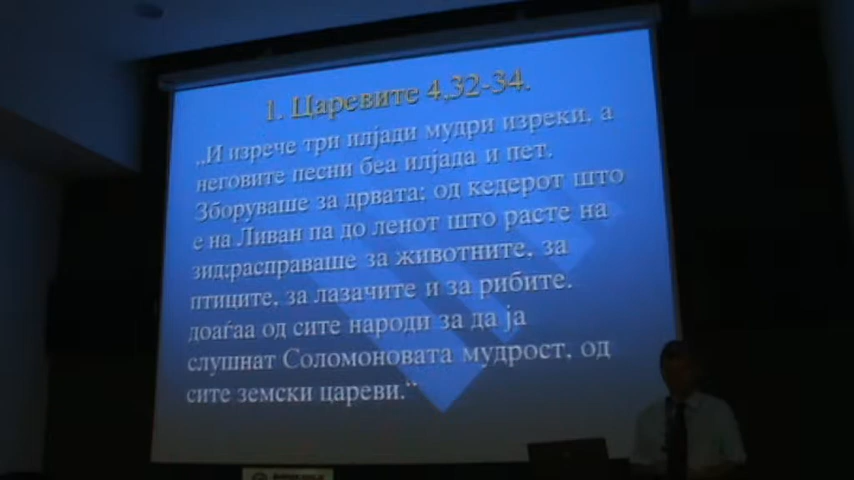 1. Царевите 4,32-34.
„И изрече три илјади мудри изреки, а
неговите песни беа илјада и пет.
Зборуваше за дрвата; од кедерот што
е на Ливан па до ленот што расте на
зид;расправаше за животните, за
птиците, за лазачите и за рибите.
доаѓаа од сите народи за да ја
слушнат Соломоновата мудрост, од
сите земски цареви.“